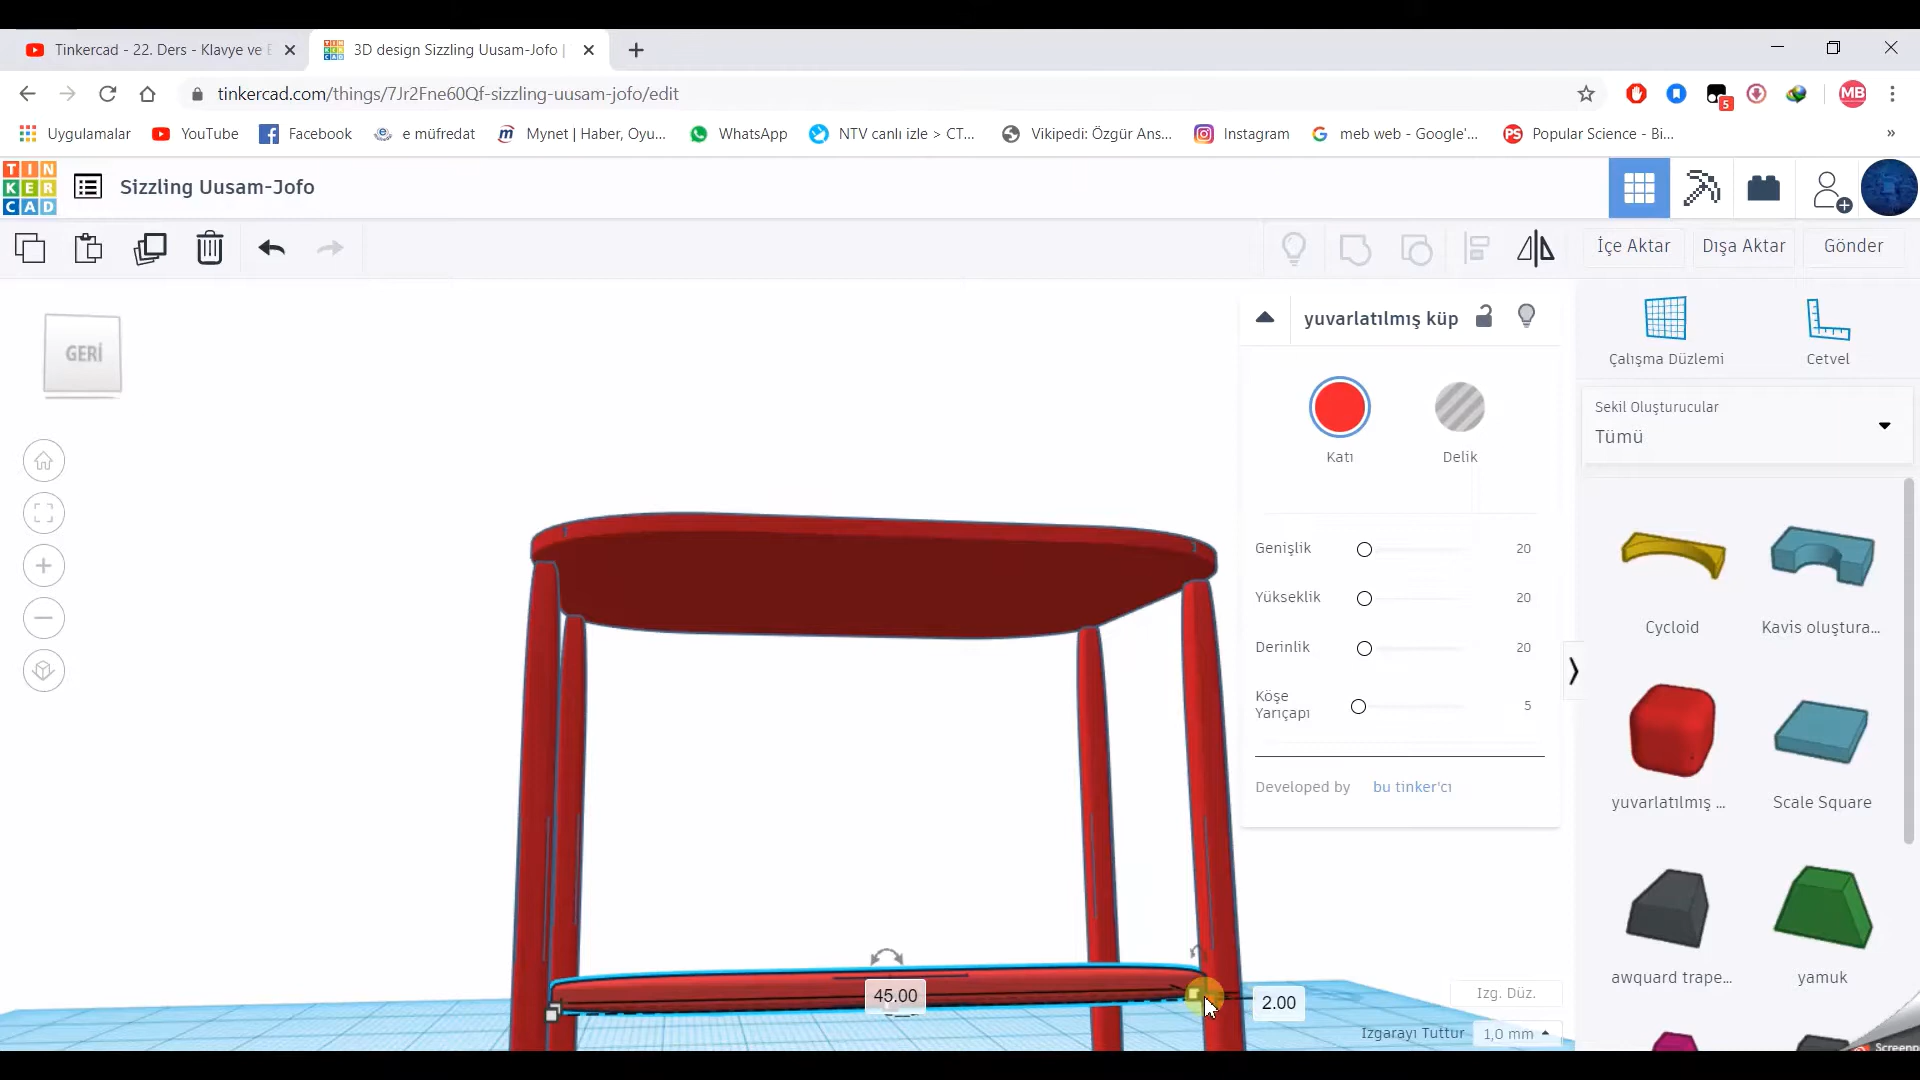 Tinkercad - 22. Ders - Klavye ve
3D design Sizzling Uusam-Jofo |
tinkercad.com/things/7Jr2Fne60Qf-sizzling-uusam-jofo/edit
5
MB
Uygulamalar
YouTube
Facebook
e müfredat
Mynet | Haber, Oyu...
WhatsApp
NTV canlı izle > CT...
Vikipedi: Özgür Ans...
Instagram
meb web - Google'...
PS
Popular Science - Bi...
»
TIN
KER
CAD
Sizzling Uusam-Jofo
İçe Aktar
Dışa Aktar
Gönder
GERİ
yuvarlatılmış küp
Katı
Delik
Genişlik 20
Yükseklik 20
Derinlik 20
Köşe
Yarıçapı 5
Developed by bu tinker'cı
Çalışma Düzlemi
Cetvel
Sekil Oluşturucular
Tümü
Cycloid
Kavis oluştura...
yuvarlatılmış ...
Scale Square
awquard trape...
yamuk
45.00
2.00
Izg. Düz.
Izgarayı Tuttur 1,0 mm